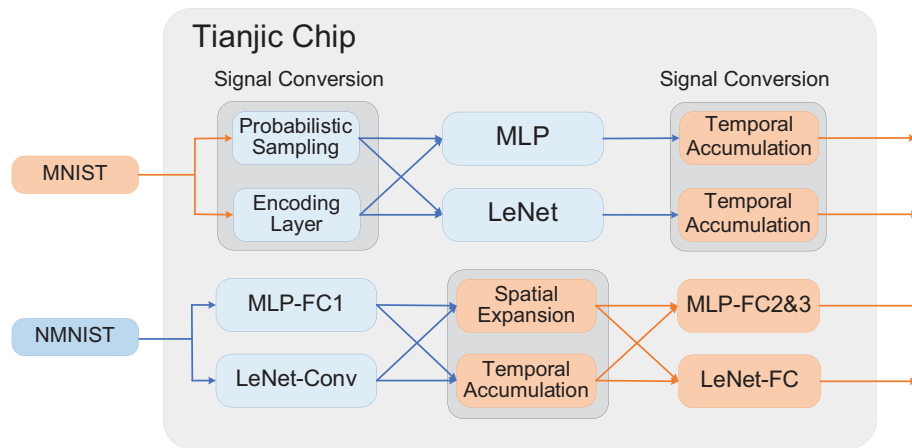 Tianjic Chip
Signal Conversion
Signal Conversion
Probabilistic
Sampling
MLP
Temporal
Accumulation
MNIST
Encoding
Layer
LeNet
Temporal
Accumulation
MLP-FC1
Spatial
Expansion
MLP-FC2&3
NMNIST
LeNet-Conv
Temporal
Accumulation
LeNet-FC